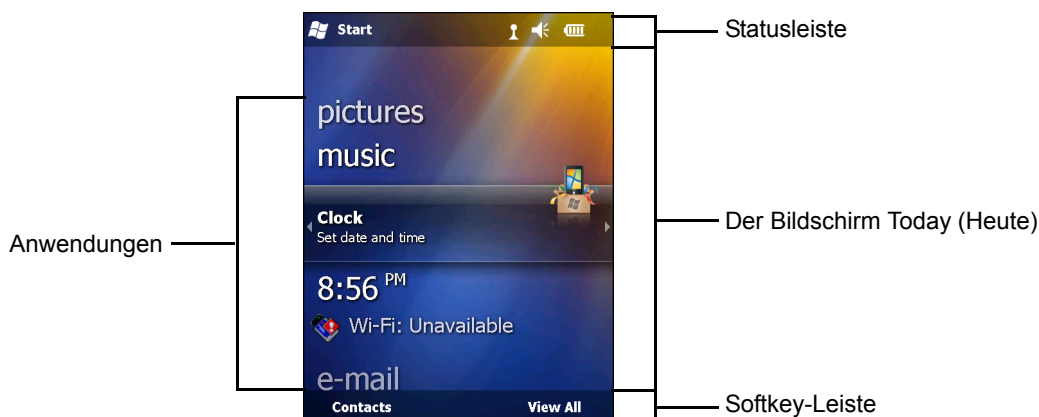 Start
Statusleiste
pictures
music
Clock
Set date and time
Der Bildschirm Today (Heute)
Anwendungen
8:56 PM
Wi-Fi: Unavailable
e-mail
Contacts
View All
Softkey-Leiste